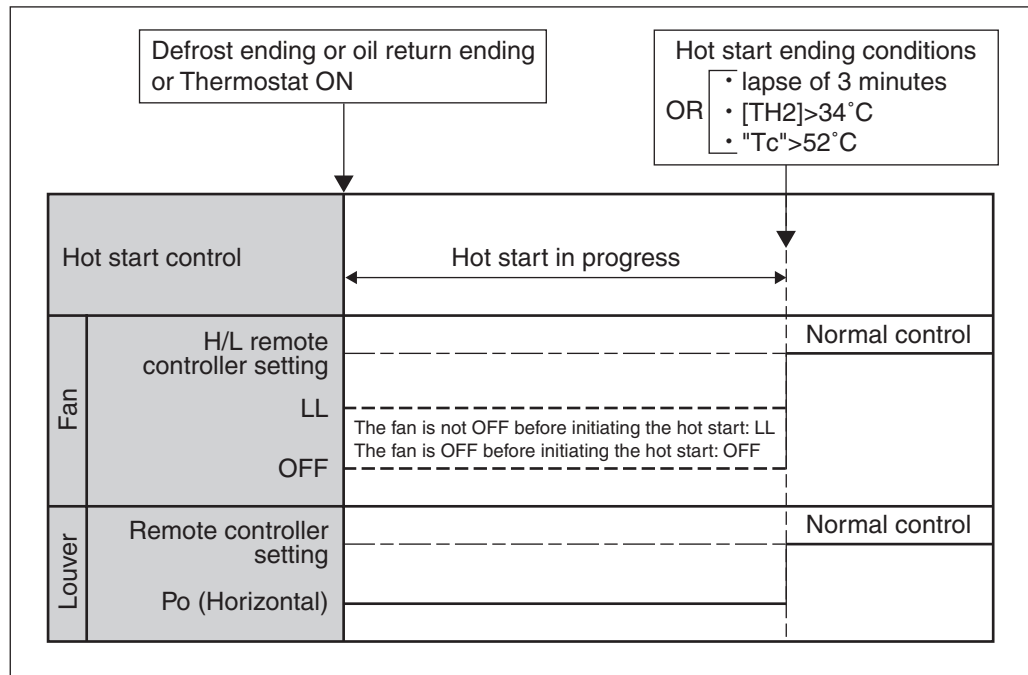 Defrost ending or oil return ending
or Thermostat ON
Hot start ending conditions
OR
・lapse of 3 minutes
・[TH2]>34˚C
・"Tc">52˚C
Hot start control
Hot start in progress
Fan
H/L remote
controller setting
Normal control
LL
The fan is not OFF before initiating the hot start: LL
The fan is OFF before initiating the hot start: OFF
OFF
Louver
Remote controller
setting
Normal control
Po (Horizontal)